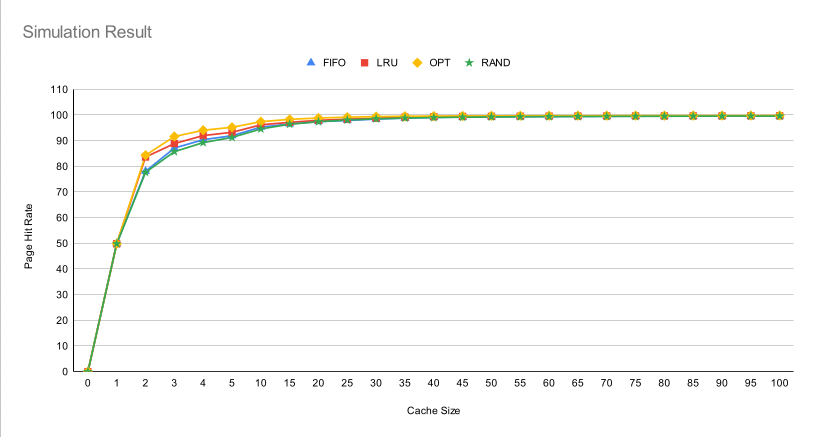 Simulation Result
FIFO LRU OPT RAND
110
100
90
80
70
60
50
40
30
20
10
0
Page Hit Rate
0 1 2 3 4 5 10 15 20 25 30 35 40 45 50 55 60 65 70 75 80 85 90 95 100
Cache Size